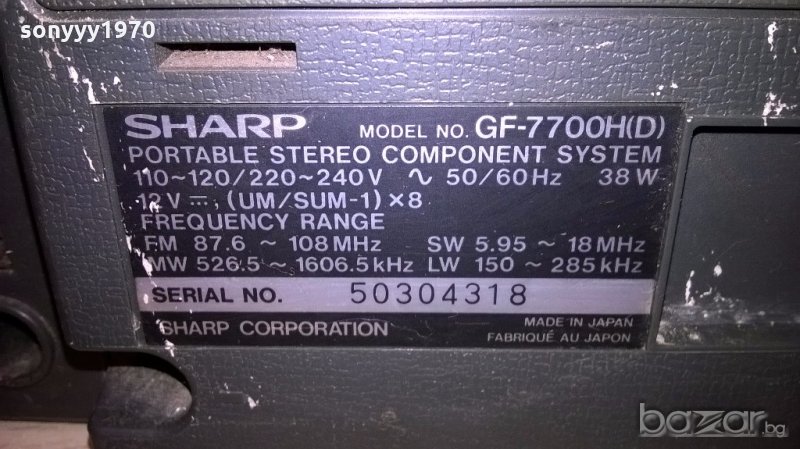 sonyyy1970
SHARP MODEL NO. GF-7700H(D)
PORTABLE STEREO COMPONENT SYSTEM
110~120/220~240V ∿ 50/60Hz 38W
12V ⎓ (UM/SUM-1)×8
FREQUENCY RANGE
FM 87.6 ~ 108MHz SW 5.95 ~ 18MHz
MW 526.5 ~ 1606.5kHz LW 150 ~ 285kHz
SERIAL NO. 50304318
SHARP CORPORATION MADE IN JAPAN
FABRIQUÉ AU JAPON
bazar.bg